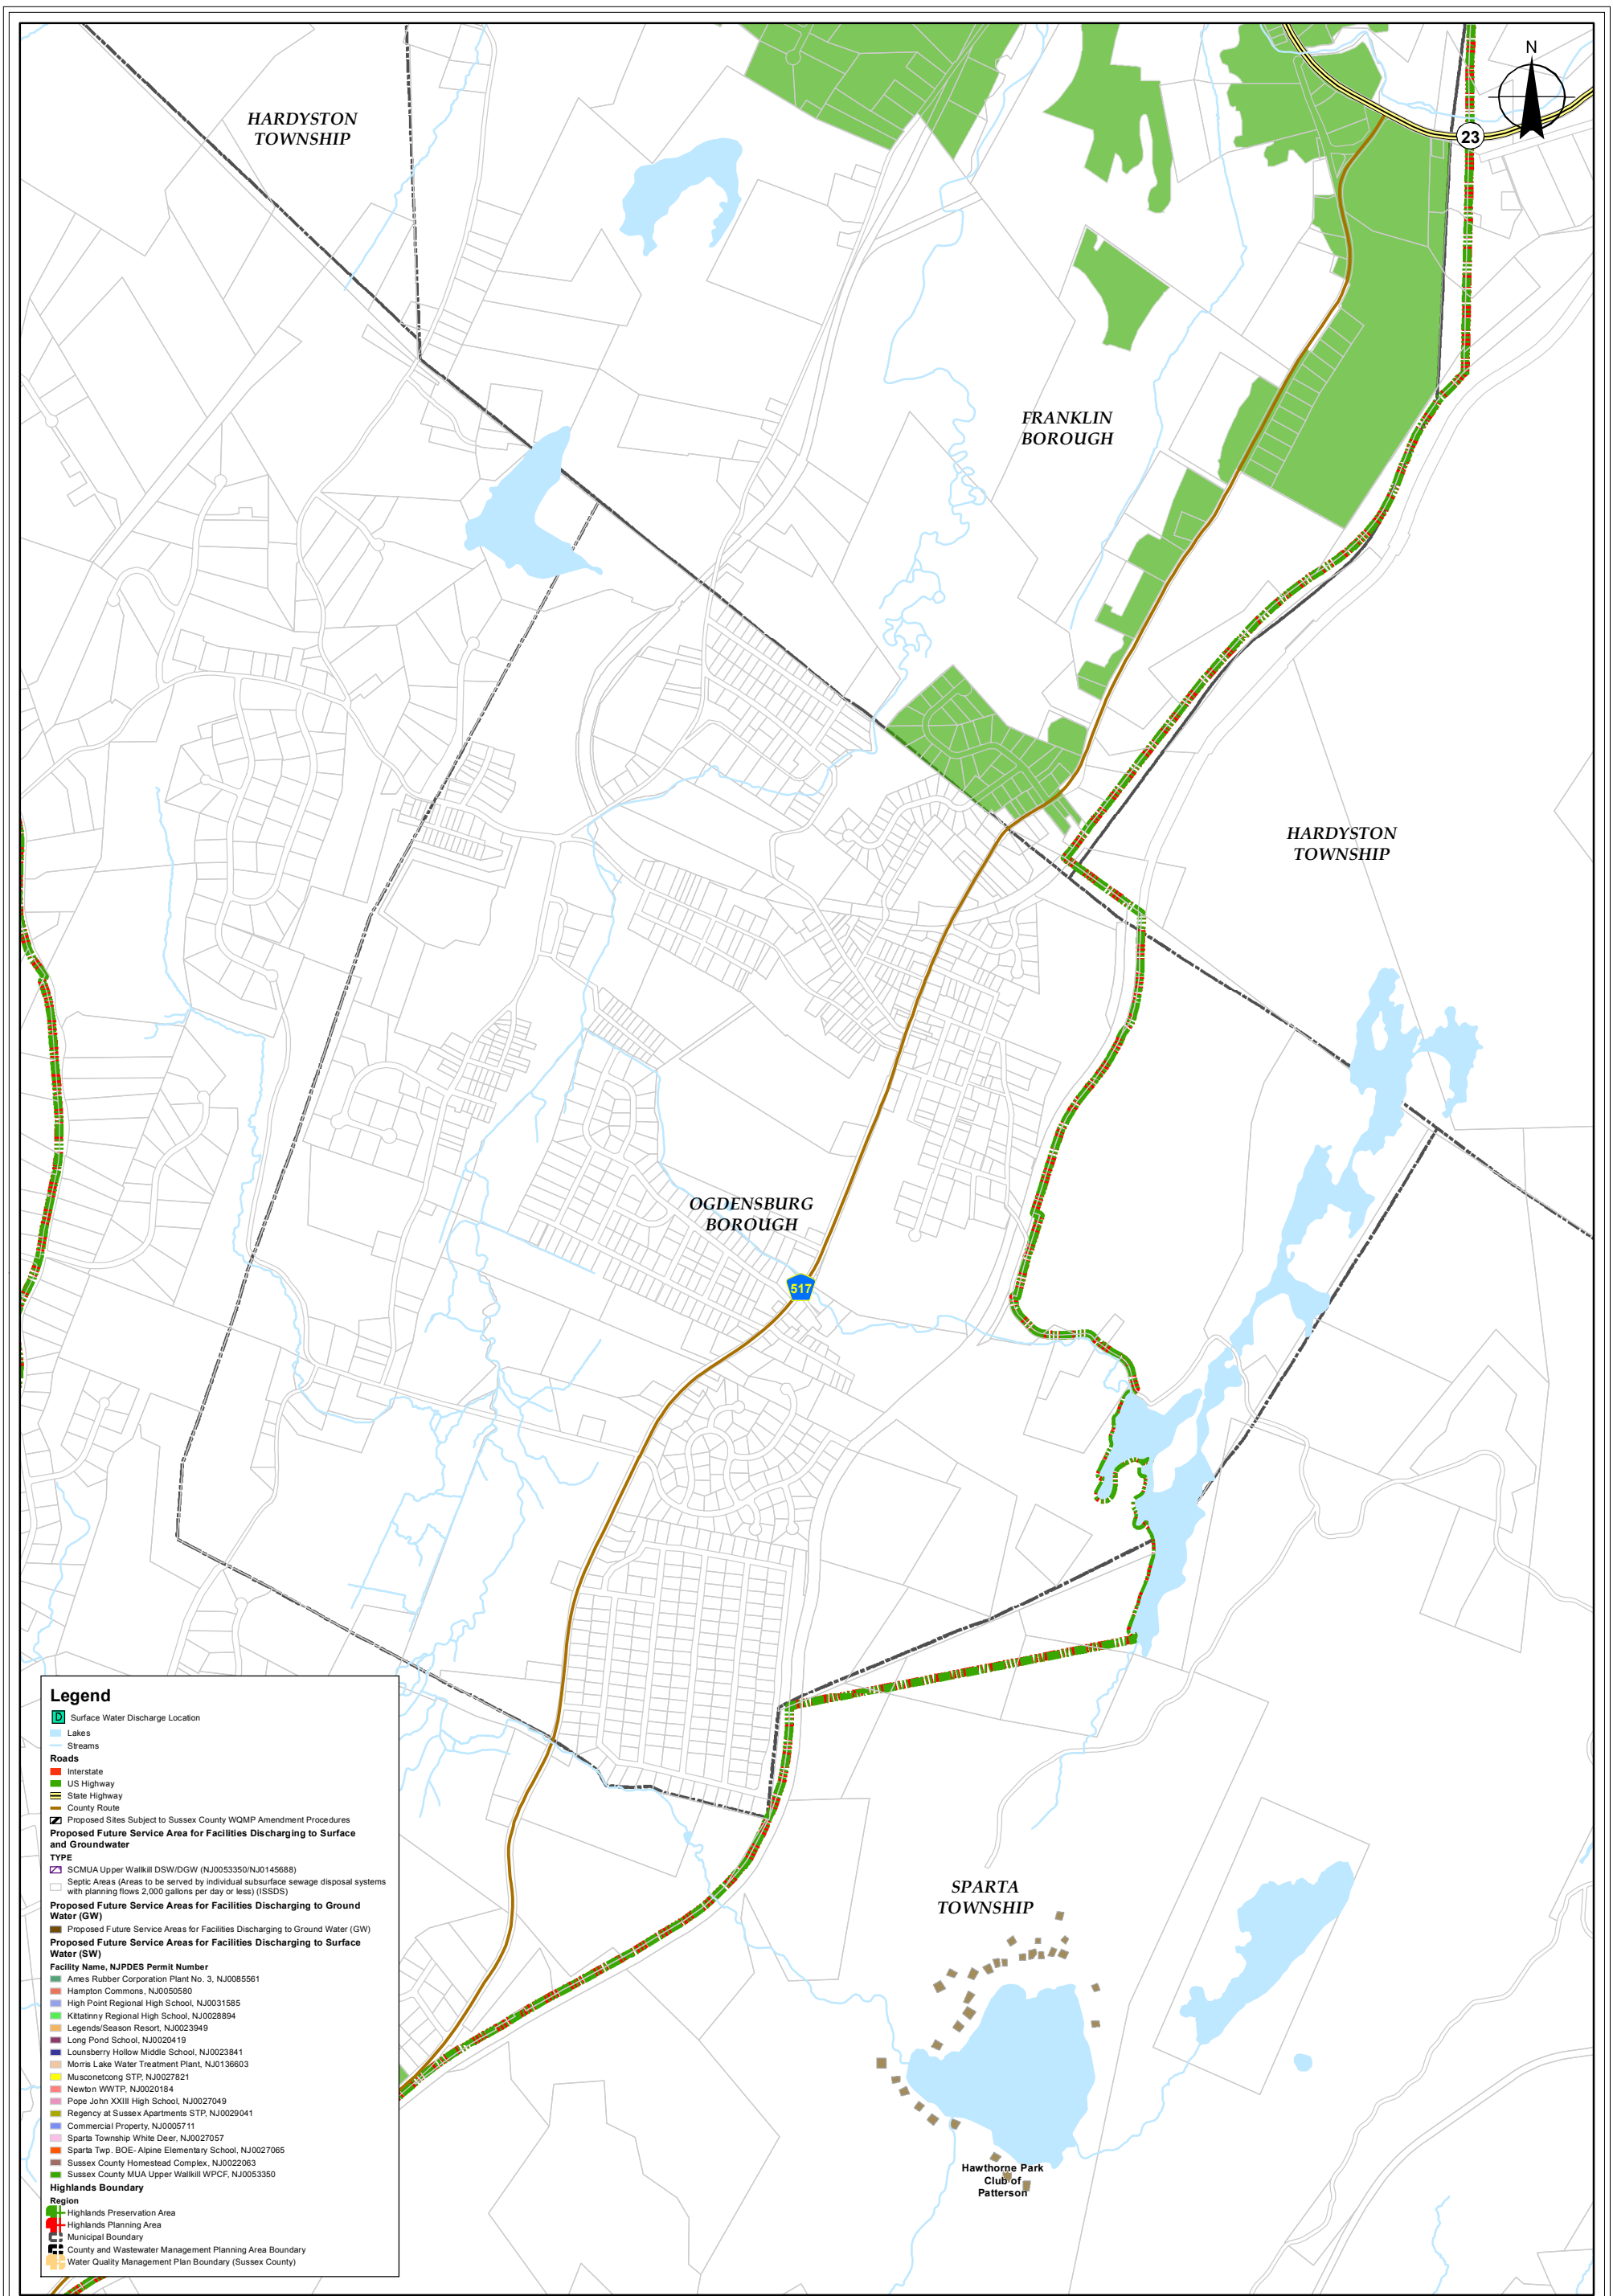 HARDYSTON
TOWNSHIP
N
23
FRANKLIN
BOROUGH
HARDYSTON
TOWNSHIP
OGDENSBURG
BOROUGH
517
SPARTA
TOWNSHIP
Hawthorne Park
Club of
Patterson
Legend
D Surface Water Discharge Location
Lakes
Streams
Roads
Interstate
US Highway
State Highway
County Route
Proposed Sites Subject to Sussex County WQMP Amendment Procedures
Proposed Future Service Area for Facilities Discharging to Surface
and Groundwater
TYPE
SCMUA Upper Wallkill DSW/DGW (NJ0053350/NJ0145688)
Septic Areas (Areas to be served by individual subsurface sewage disposal systems
with planning flows 2,000 gallons per day or less) (ISSDS)
Proposed Future Service Areas for Facilities Discharging to Ground
Water (GW)
Proposed Future Service Areas for Facilities Discharging to Ground Water (GW)
Proposed Future Service Areas for Facilities Discharging to Surface
Water (SW)
Facility Name, NJPDES Permit Number
Ames Rubber Corporation Plant No. 3, NJ0085561
Hampton Commons, NJ0050580
High Point Regional High School, NJ0031585
Kittatinny Regional High School, NJ0028894
Legends/Season Resort, NJ0023949
Long Pond School, NJ0020419
Lounsberry Hollow Middle School, NJ0023841
Morris Lake Water Treatment Plant, NJ0136603
Musconetcong STP, NJ0027821
Newton WWTP, NJ0020184
Pope John XXIII High School, NJ0027049
Regency at Sussex Apartments STP, NJ0029041
Commercial Property, NJ0005711
Sparta Township White Deer, NJ0027057
Sparta Twp. BOE- Alpine Elementary School, NJ0027065
Sussex County Homestead Complex, NJ0022063
Sussex County MUA Upper Wallkill WPCF, NJ0053350
Highlands Boundary
Region
Highlands Preservation Area
Highlands Planning Area
Municipal Boundary
County and Wastewater Management Planning Area Boundary
Water Quality Management Plan Boundary (Sussex County)